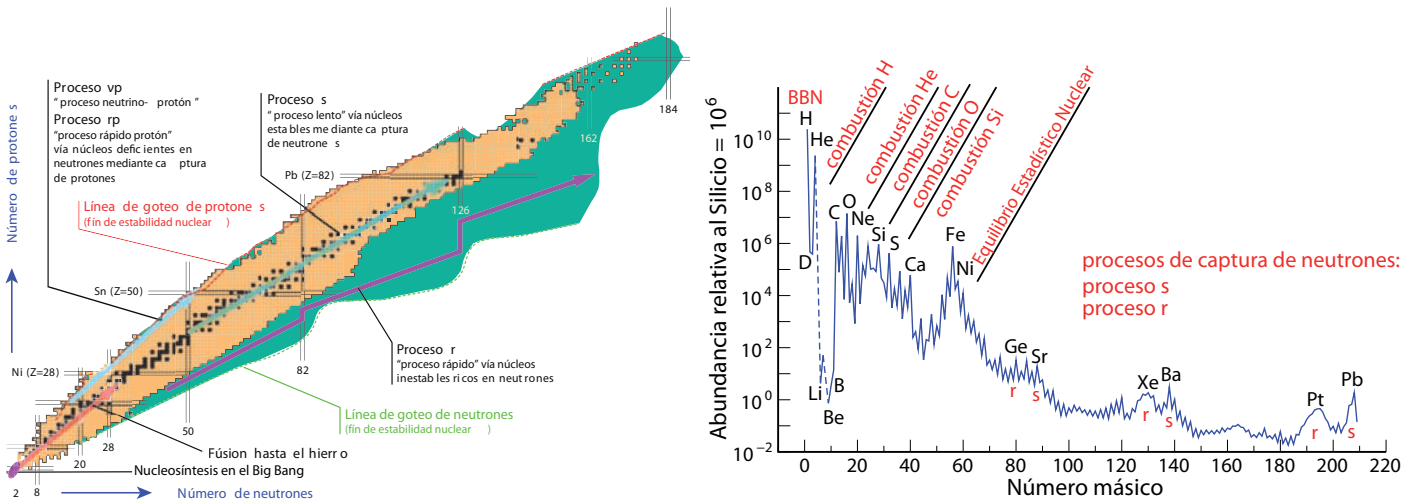 Número de protones
Proceso νp
“proceso neutrino- protón ”
Proceso rp
“proceso rápido protón”
vía núcleos deficientes en
neutrones mediante ca ptura
de protones
Línea de goteo de protone s
(fín de estabilidad nuclear )
Sn (Z=50)
Ni (Z=28)
Proceso s
“ proceso lento” vía núcleos
esta bles me diante ca ptura
de neutrone s
Pb (Z=82)
184
162
126
82
50
28
20
8
2
Proceso r
“proceso rápido” vía núcleos
inestab les ri cos en neut rones
Línea de goteo de neutrones
(fín de estabilidad nuclear )
Fúsion hasta el hierr o
Nucleosíntesis en el Big Bang
Número de neutrones
Abundancia relativa al Silicio = 10⁶
10¹⁰
10⁸
10⁶
10⁴
10²
10⁰
10⁻²
BBN
H
He
D
Li
Be
B
C
O
Ne
Si
S
Ca
Fe
Ni
Ge
r
Sr
s
Xe
r
Ba
s
Pt
r
Pb
s
combustión H
combustión He
combustión C
combustión O
combustión Si
Equilibrio Estadístico Nuclear
procesos de captura de neutrones:
proceso s
proceso r
0 20 40 60 80 100 120 140 160 180 200 220
Número másico